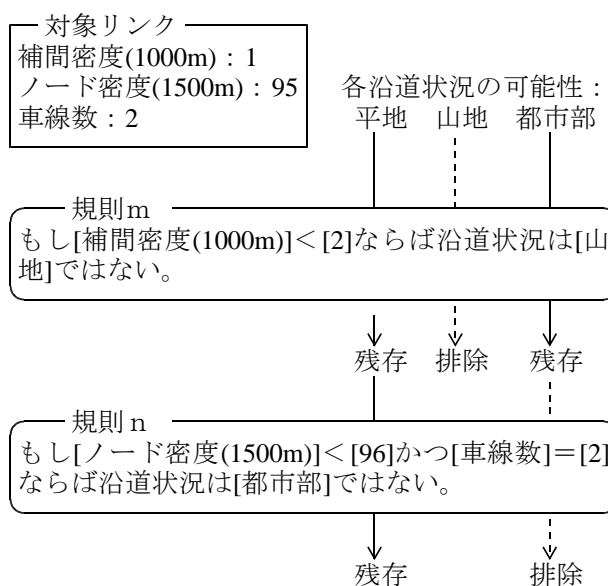 対象リンク
補間密度(1000m)：1
ノード密度(1500m)：95
車線数：2
各沿道状況の可能性：
平地 山地 都市部
規則ｍ
もし[補間密度(1000m)]＜[2]ならば沿道状況は[山
地]ではない。
残存 排除 残存
規則ｎ
もし[ノード密度(1500m)]＜[96]かつ[車線数]＝[2]
ならば沿道状況は[都市部]ではない。
残存 排除